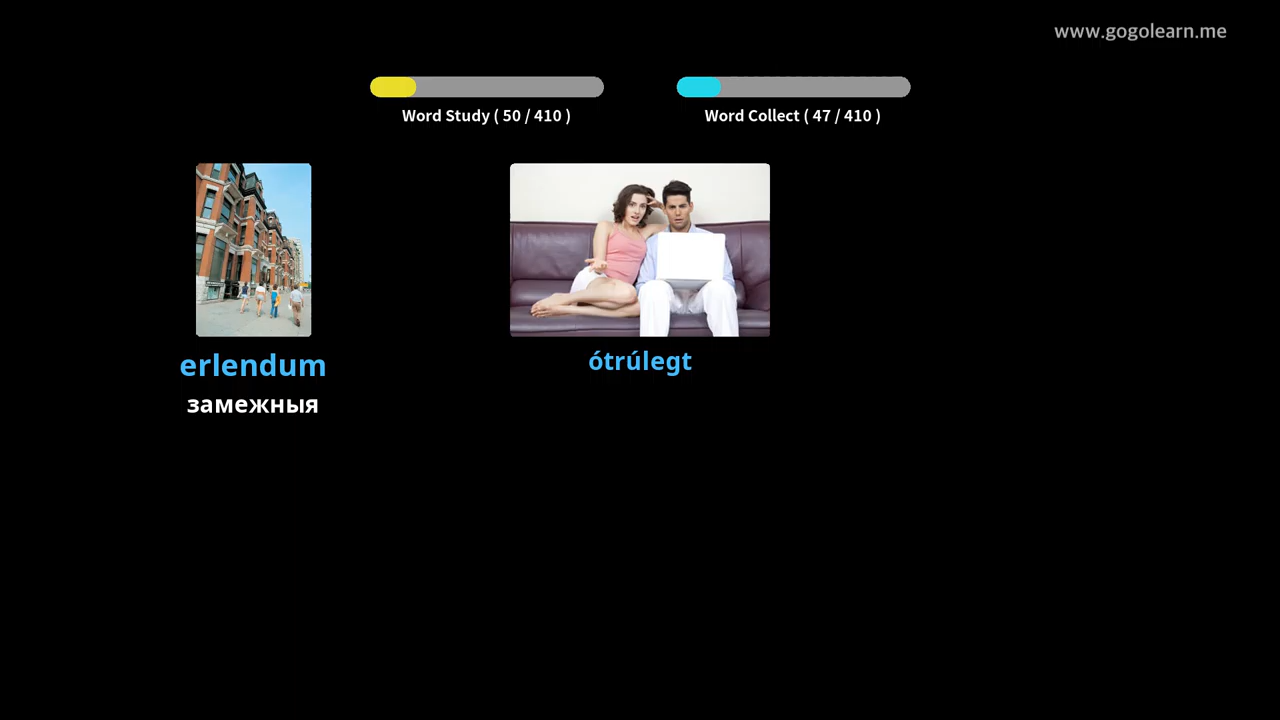 www.gogolearn.me
Word Study ( 50 / 410 )
Word Collect ( 47 / 410 )
erlendum
замежныя
ótrúlegt